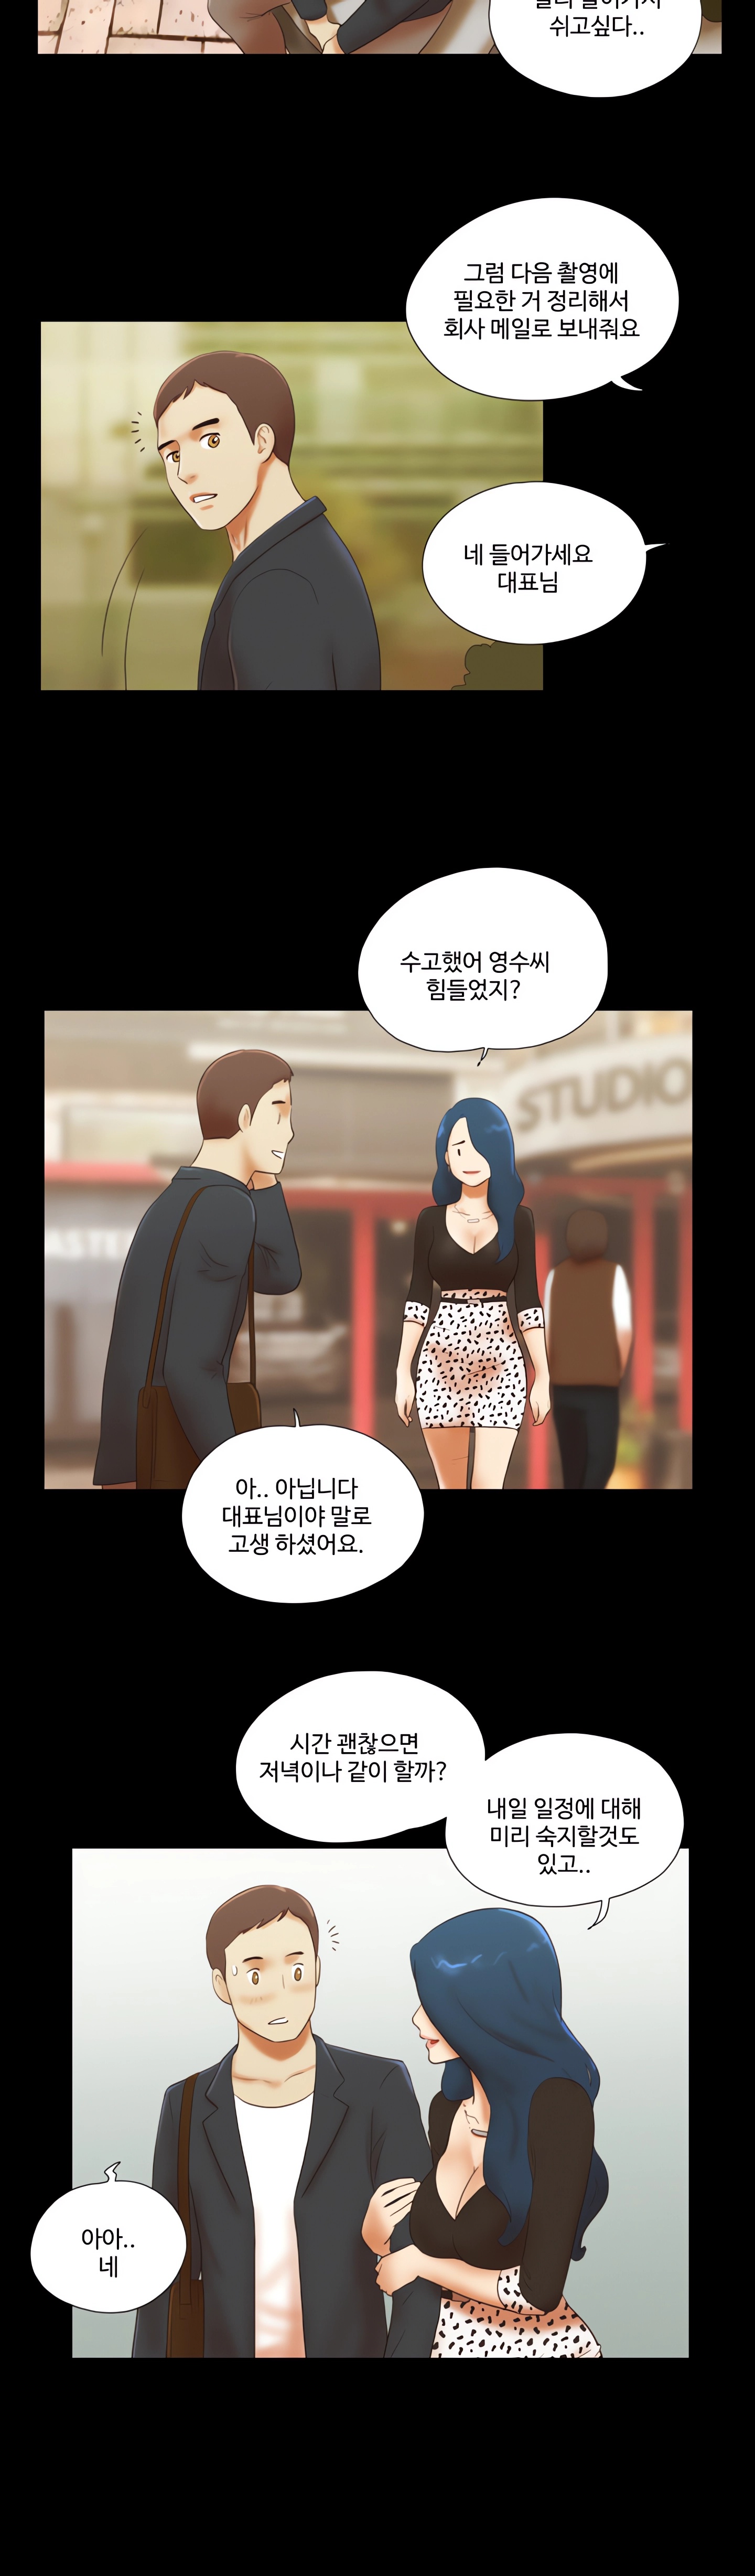 쉬고싶다..
그럼 다음 촬영에
필요한 거 정리해서
회사 메일로 보내줘요
네 들어가세요
대표님
수고했어 영수씨
힘들었지?
STUDIO
ASTE
아.. 아닙니다
대표님이야 말로
고생 하셨어요.
시간 괜찮으면
저녁이나 같이 할까?
내일 일정에 대해
미리 숙지할것도
있고..
아아..
네